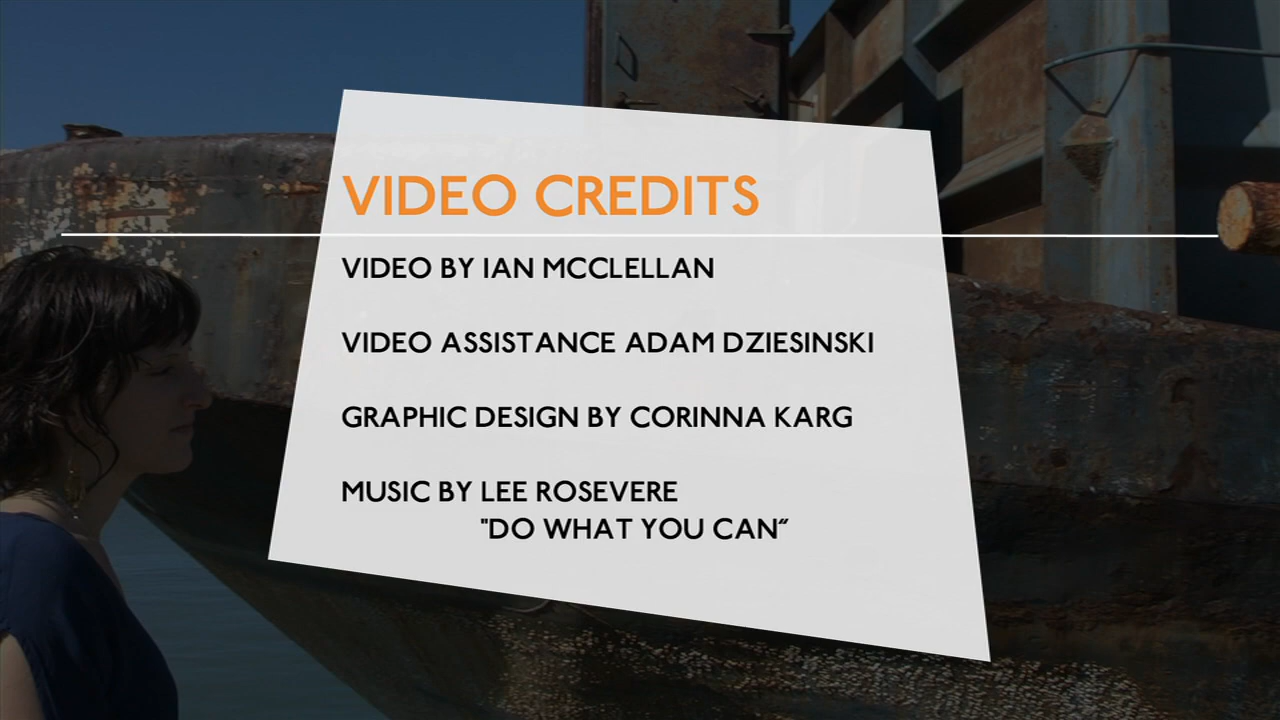 VIDEO CREDITS
VIDEO BY IAN MCCLELLAN
VIDEO ASSISTANCE ADAM DZIESINSKI
GRAPHIC DESIGN BY CORINNA KARG
MUSIC BY LEE ROSEVERE
"DO WHAT YOU CAN”